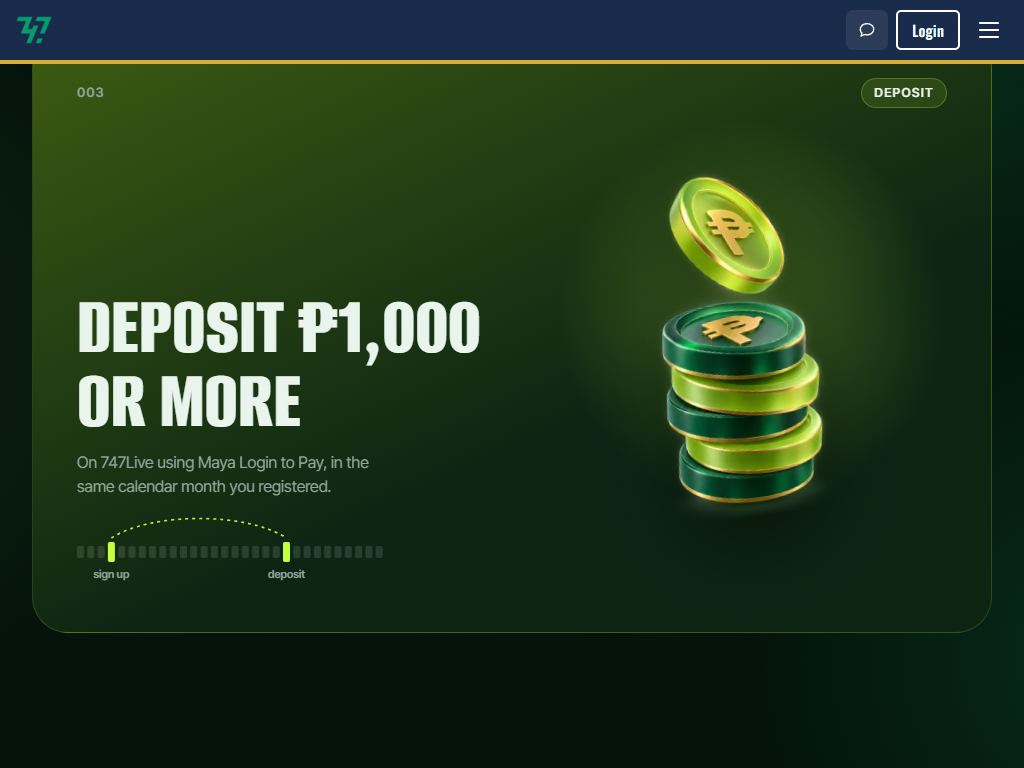 747
Login
003
DEPOSIT
DEPOSIT ₱1,000
OR MORE
On 747Live using Maya Login to Pay, in the
same calendar month you registered.
sign up
deposit